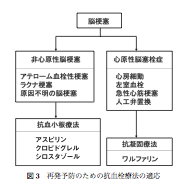 脳梗塞
非心原性脳梗塞
アテローム血栓性梗塞
ラクナ梗塞
原因不明の脳梗塞
心原性脳塞栓症
心房細動
左室血栓
急性心筋梗塞
人工弁置換
抗血小板療法
アスピリン
クロピドグレル
シロスタゾール
抗凝固療法
ワルファリン
図3 再発予防のための抗血栓療法の適応